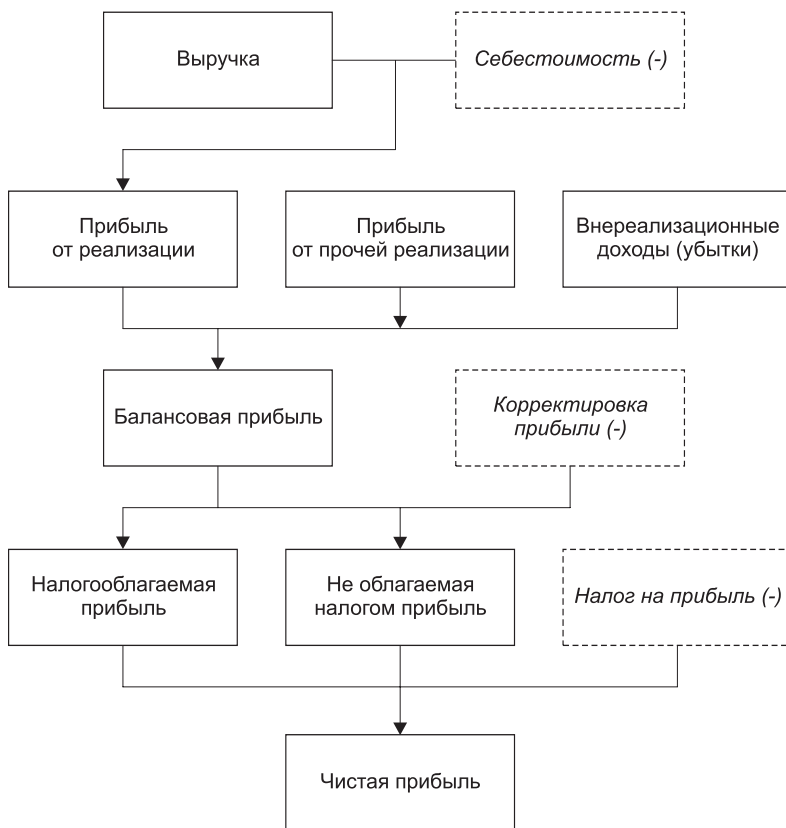 Выручка
Себестоимость (-)
Прибыль
от реализации
Прибыль
от прочей реализации
Внереализационные
доходы (убытки)
Балансовая прибыль
Корректировка
прибыли (-)
Налогооблагаемая
прибыль
Не облагаемая
налогом прибыль
Налог на прибыль (-)
Чистая прибыль